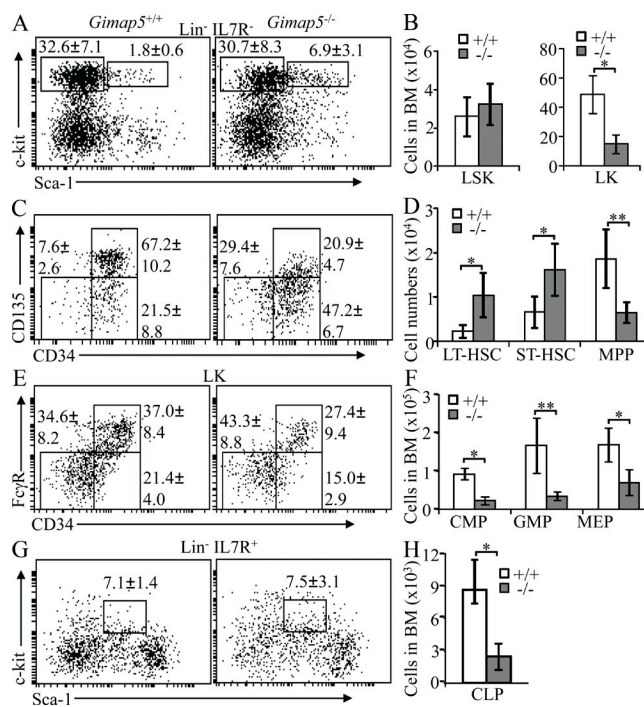 A
Gimap5+/+
Lin- IL7R-
Gimap5-/-
32.6±7.1
1.8±0.6
30.7±8.3
6.9±3.1
c-kit
Sca-1
B
Cells in BM (x10⁴)
6
4
2
0
+/+
-/-
LSK
LK
80
60
40
20
0
+/+
-/-
*
LK
C
7.6±
2.6
67.2±
10.2
21.5±
8.8
29.4±
7.6
20.9±
4.7
47.2±
6.7
CD135
CD34
D
Cell numbers (x10⁴)
3
2
1
0
+/+
-/-
*
*
**
LT-HSC
ST-HSC
MPP
E
LK
34.6±
8.2
37.0±
8.4
21.4±
4.0
43.3±
8.8
27.4±
9.4
15.0±
2.9
FcγR
CD34
F
Cells in BM (x10⁵)
3
2
1
0
+/+
-/-
*
**
*
CMP
GMP
MEP
G
Lin- IL7R+
7.1±1.4
7.5±3.1
c-kit
Sca-1
H
Cells in BM (x10³)
12
9
6
3
0
*
+/+
-/-
CLP